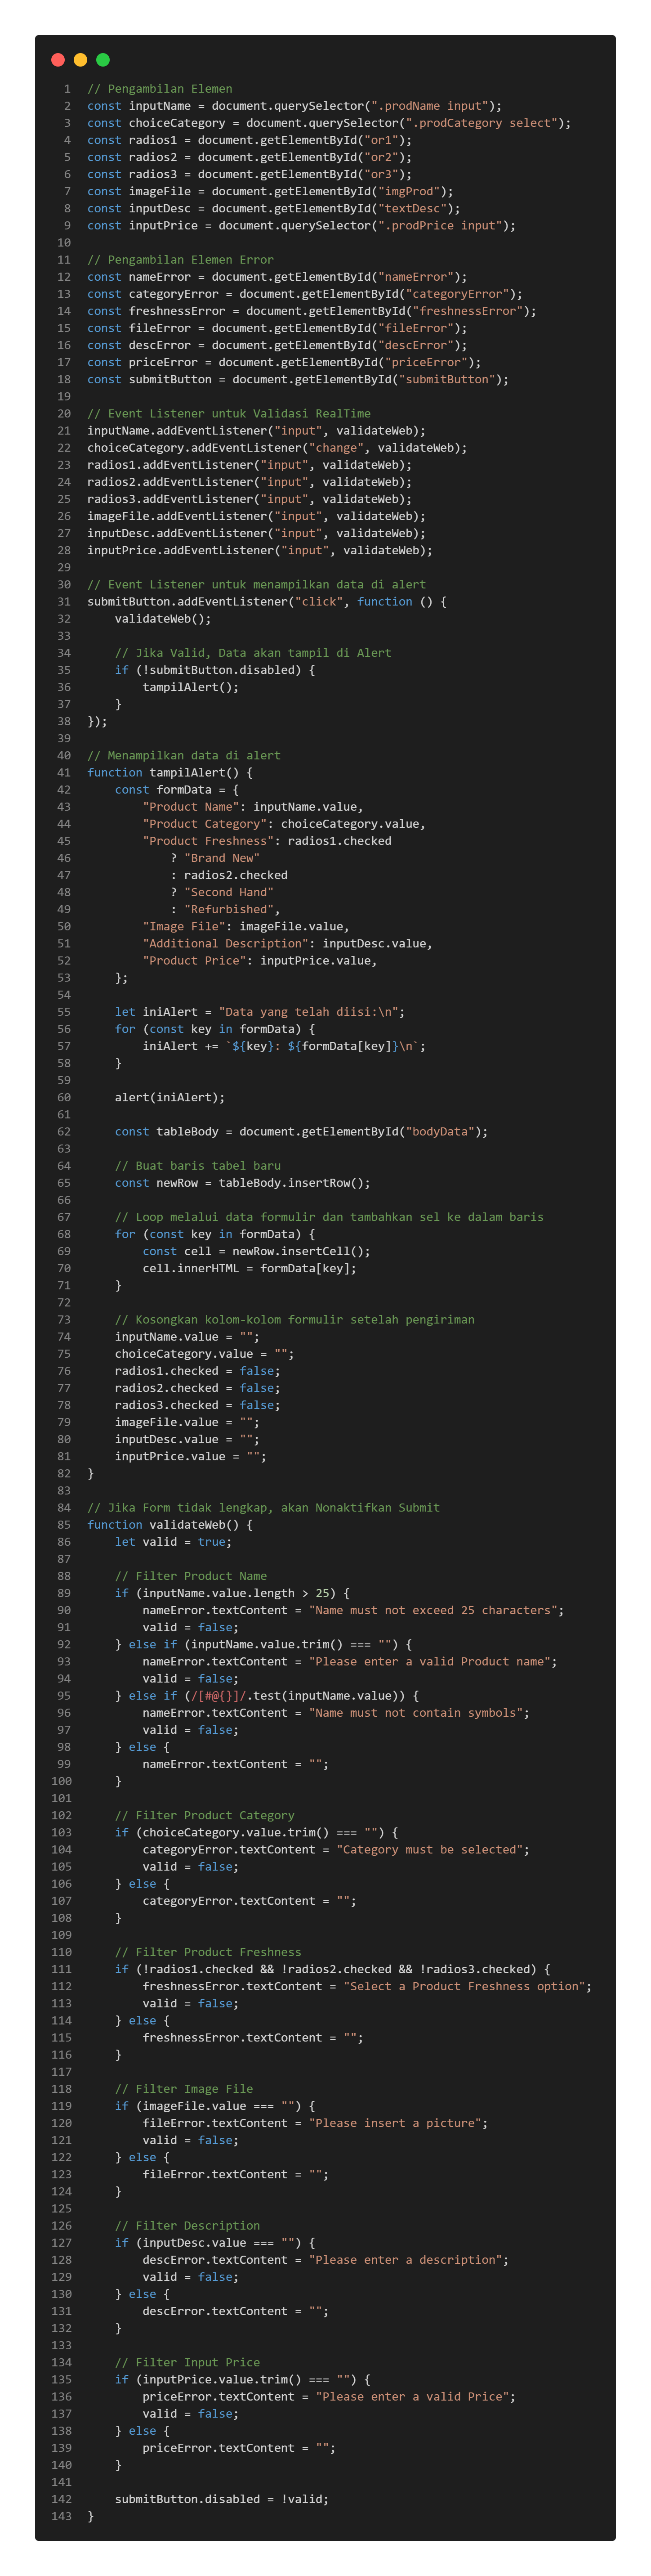 1 // Pengambilan Elemen
2 const inputName = document.querySelector(".prodName input");
3 const choiceCategory = document.querySelector(".prodCategory select");
4 const radios1 = document.getElementById("or1");
5 const radios2 = document.getElementById("or2");
6 const radios3 = document.getElementById("or3");
7 const imageFile = document.getElementById("imgProd");
8 const inputDesc = document.getElementById("textDesc");
9 const inputPrice = document.querySelector(".prodPrice input");
10
11 // Pengambilan Elemen Error
12 const nameError = document.getElementById("nameError");
13 const categoryError = document.getElementById("categoryError");
14 const freshnessError = document.getElementById("freshnessError");
15 const fileError = document.getElementById("fileError");
16 const descError = document.getElementById("descError");
17 const priceError = document.getElementById("priceError");
18 const submitButton = document.getElementById("submitButton");
19
20 // Event Listener untuk Validasi RealTime
21 inputName.addEventListener("input", validateWeb);
22 choiceCategory.addEventListener("change", validateWeb);
23 radios1.addEventListener("input", validateWeb);
24 radios2.addEventListener("input", validateWeb);
25 radios3.addEventListener("input", validateWeb);
26 imageFile.addEventListener("input", validateWeb);
27 inputDesc.addEventListener("input", validateWeb);
28 inputPrice.addEventListener("input", validateWeb);
29
30 // Event Listener untuk menampilkan data di alert
31 submitButton.addEventListener("click", function () {
32     validateWeb();
33
34     // Jika Valid, Data akan tampil di Alert
35     if (!submitButton.disabled) {
36         tampilAlert();
37     }
38 });
39
40 // Menampilkan data di alert
41 function tampilAlert() {
42     const formData = {
43         "Product Name": inputName.value,
44         "Product Category": choiceCategory.value,
45         "Product Freshness": radios1.checked
46             ? "Brand New"
47             : radios2.checked
48             ? "Second Hand"
49             : "Refurbished",
50         "Image File": imageFile.value,
51         "Additional Description": inputDesc.value,
52         "Product Price": inputPrice.value,
53     };
54
55     let iniAlert = "Data yang telah diisi:\n";
56     for (const key in formData) {
57         iniAlert += `${key}: ${formData[key]}\n`;
58     }
59
60     alert(iniAlert);
61
62     const tableBody = document.getElementById("bodyData");
63
64     // Buat baris tabel baru
65     const newRow = tableBody.insertRow();
66
67     // Loop melalui data formulir dan tambahkan sel ke dalam baris
68     for (const key in formData) {
69         const cell = newRow.insertCell();
70         cell.innerHTML = formData[key];
71     }
72
73     // Kosongkan kolom-kolom formulir setelah pengiriman
74     inputName.value = "";
75     choiceCategory.value = "";
76     radios1.checked = false;
77     radios2.checked = false;
78     radios3.checked = false;
79     imageFile.value = "";
80     inputDesc.value = "";
81     inputPrice.value = "";
82 }
83
84 // Jika Form tidak lengkap, akan Nonaktifkan Submit
85 function validateWeb() {
86     let valid = true;
87
88     // Filter Product Name
89     if (inputName.value.length > 25) {
90         nameError.textContent = "Name must not exceed 25 characters";
91         valid = false;
92     } else if (inputName.value.trim() === "") {
93         nameError.textContent = "Please enter a valid Product name";
94         valid = false;
95     } else if (/[#@{}]/.test(inputName.value)) {
96         nameError.textContent = "Name must not contain symbols";
97         valid = false;
98     } else {
99         nameError.textContent = "";
100     }
101
102     // Filter Product Category
103     if (choiceCategory.value.trim() === "") {
104         categoryError.textContent = "Category must be selected";
105         valid = false;
106     } else {
107         categoryError.textContent = "";
108     }
109
110     // Filter Product Freshness
111     if (!radios1.checked && !radios2.checked && !radios3.checked) {
112         freshnessError.textContent = "Select a Product Freshness option";
113         valid = false;
114     } else {
115         freshnessError.textContent = "";
116     }
117
118     // Filter Image File
119     if (imageFile.value === "") {
120         fileError.textContent = "Please insert a picture";
121         valid = false;
122     } else {
123         fileError.textContent = "";
124     }
125
126     // Filter Description
127     if (inputDesc.value === "") {
128         descError.textContent = "Please enter a description";
129         valid = false;
130     } else {
131         descError.textContent = "";
132     }
133
134     // Filter Input Price
135     if (inputPrice.value.trim() === "") {
136         priceError.textContent = "Please enter a valid Price";
137         valid = false;
138     } else {
139         priceError.textContent = "";
140     }
141
142     submitButton.disabled = !valid;
143 }